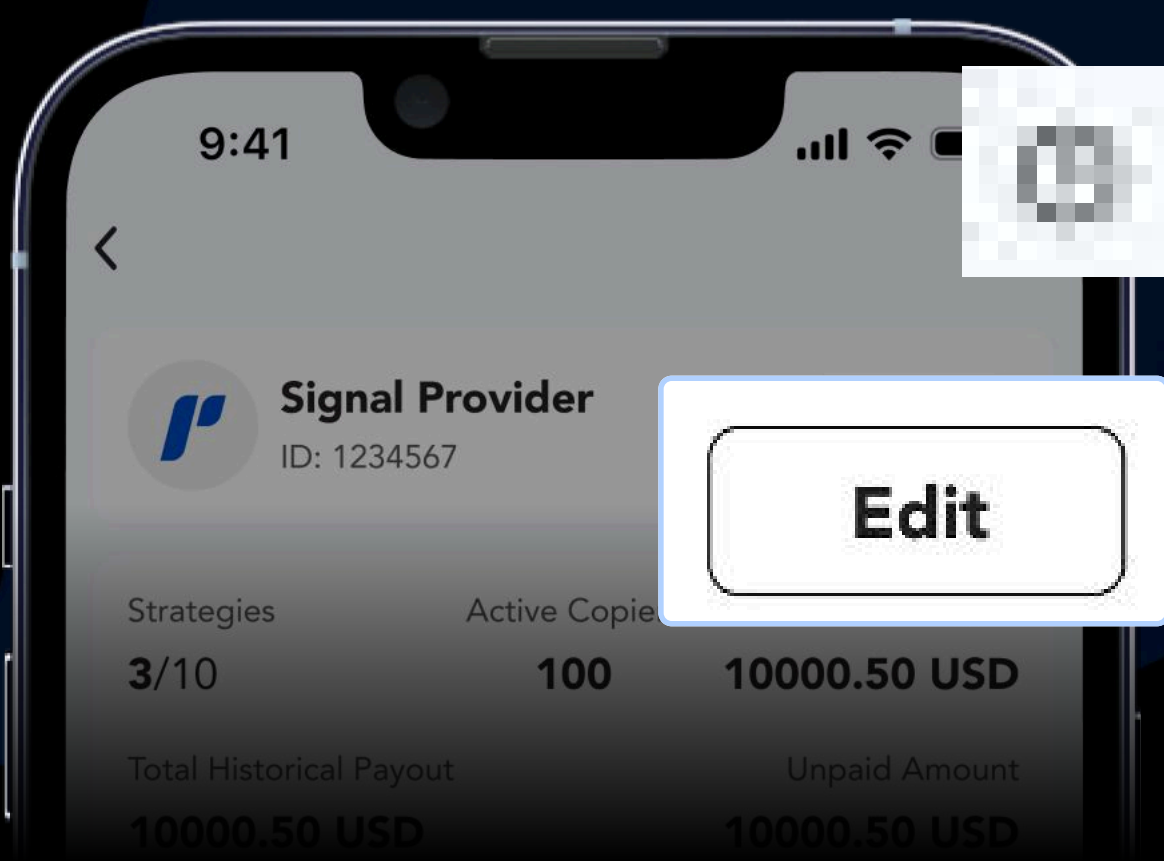 9:41
Signal Provider
ID: 1234567
Edit
Strategies
Active
3/10
100
10000.50 USD
Total Historical Payout
Unpaid Amount
10000.50 USD
10000.50 USD